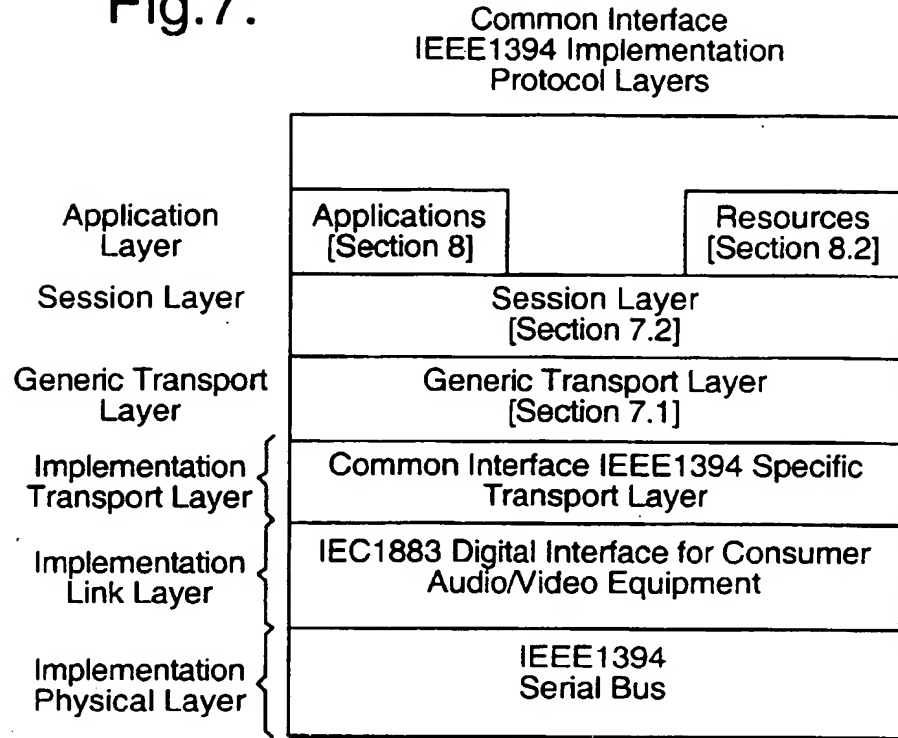 Fig.7.
Common Interface
IEEE1394 Implementation
Protocol Layers
Application
Layer
Applications
[Section 8]
Resources
[Section 8.2]
Session Layer
Session Layer
[Section 7.2]
Generic Transport
Layer
Generic Transport Layer
[Section 7.1]
Implementation
Transport Layer
Common Interface IEEE1394 Specific
Transport Layer
Implementation
Link Layer
IEC1883 Digital Interface for Consumer
Audio/Video Equipment
Implementation
Physical Layer
IEEE1394
Serial Bus